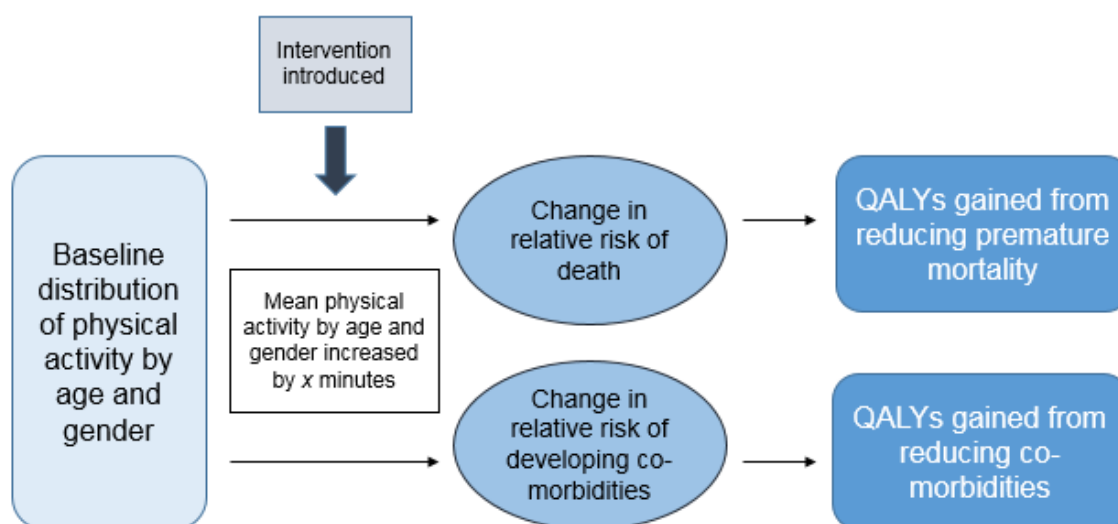 Intervention
introduced
Baseline
distribution
of physical
activity by
age and
gender
Mean physical
activity by age and
gender increased
by x minutes
Change in
relative risk of
death
QALYs gained from
reducing premature
mortality
Change in
relative risk of
developing co-
morbidities
QALYs gained from
reducing co-
morbidities